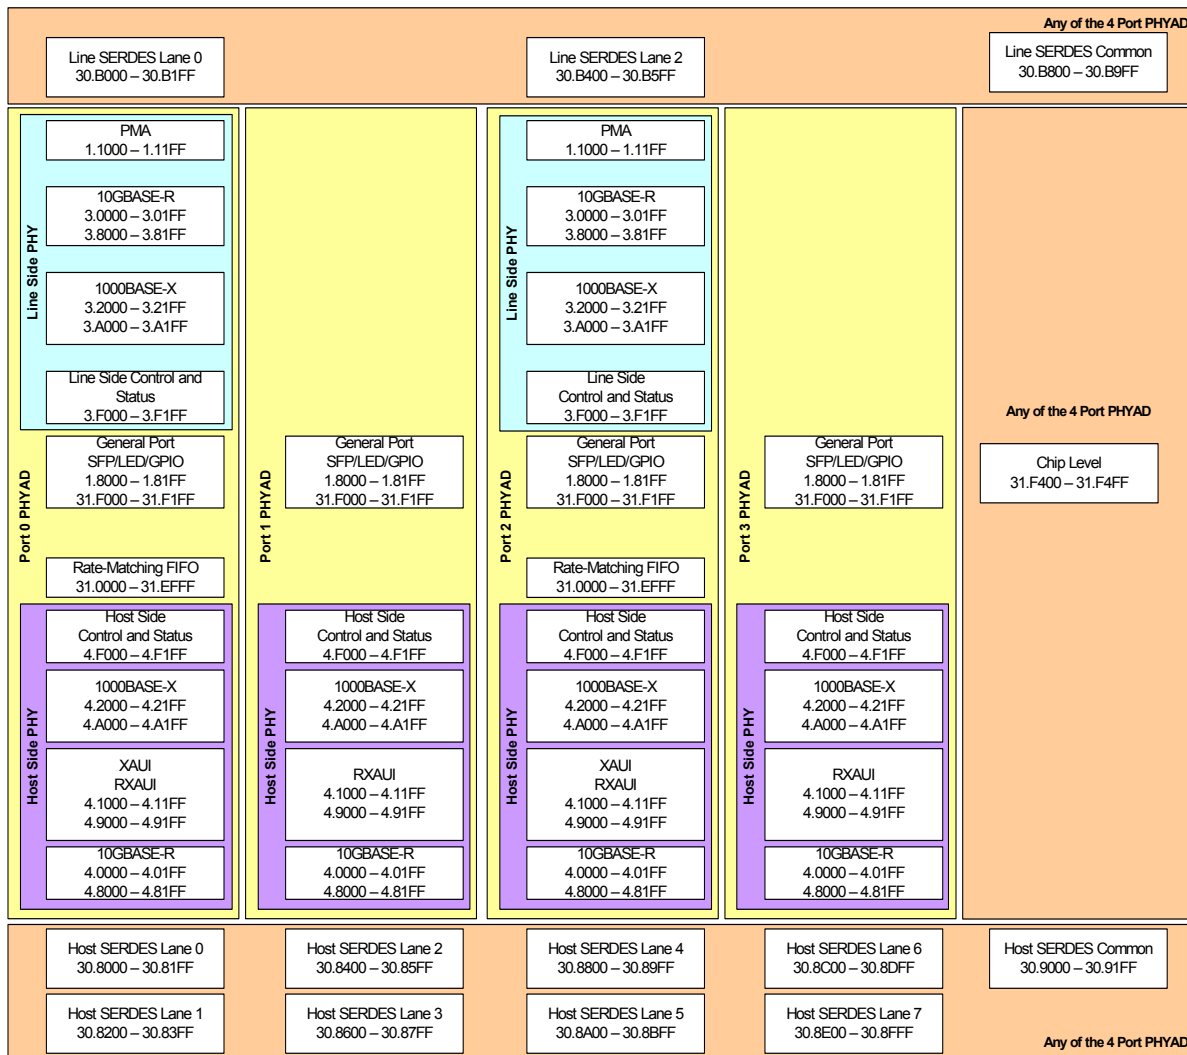 Any of the 4 Port PHYAD
Line SERDES Lane 0
30.B000 – 30.B1FF
Line SERDES Lane 2
30.B400 – 30.B5FF
Line SERDES Common
30.B800 – 30.B9FF
Port 0 PHYAD
Line Side PHY
PMA
1.1000 – 1.11FF
10GBASE-R
3.0000 – 3.01FF
3.8000 – 3.81FF
1000BASE-X
3.2000 – 3.21FF
3.A000 – 3.A1FF
Line Side Control and
Status
3.F000 – 3.F1FF
General Port
SFP/LED/GPIO
1.8000 – 1.81FF
31.F000 – 31.F1FF
Rate-Matching FIFO
31.0000 – 31.EFFF
Host Side PHY
Host Side
Control and Status
4.F000 – 4.F1FF
1000BASE-X
4.2000 – 4.21FF
4.A000 – 4.A1FF
XAUI
RXAUI
4.1000 – 4.11FF
4.9000 – 4.91FF
10GBASE-R
4.0000 – 4.01FF
4.8000 – 4.81FF
Port 1 PHYAD
General Port
SFP/LED/GPIO
1.8000 – 1.81FF
31.F000 – 31.F1FF
Host Side PHY
Host Side
Control and Status
4.F000 – 4.F1FF
1000BASE-X
4.2000 – 4.21FF
4.A000 – 4.A1FF
RXAUI
4.1000 – 4.11FF
4.9000 – 4.91FF
10GBASE-R
4.0000 – 4.01FF
4.8000 – 4.81FF
Port 2 PHYAD
Line Side PHY
PMA
1.1000 – 1.11FF
10GBASE-R
3.0000 – 3.01FF
3.8000 – 3.81FF
1000BASE-X
3.2000 – 3.21FF
3.A000 – 3.A1FF
Line Side
Control and Status
3.F000 – 3.F1FF
General Port
SFP/LED/GPIO
1.8000 – 1.81FF
31.F000 – 31.F1FF
Rate-Matching FIFO
31.0000 – 31.EFFF
Host Side PHY
Host Side
Control and Status
4.F000 – 4.F1FF
1000BASE-X
4.2000 – 4.21FF
4.A000 – 4.A1FF
XAUI
RXAUI
4.1000 – 4.11FF
4.9000 – 4.91FF
10GBASE-R
4.0000 – 4.01FF
4.8000 – 4.81FF
Port 3 PHYAD
General Port
SFP/LED/GPIO
1.8000 – 1.81FF
31.F000 – 31.F1FF
Host Side PHY
Host Side
Control and Status
4.F000 – 4.F1FF
1000BASE-X
4.2000 – 4.21FF
4.A000 – 4.A1FF
RXAUI
4.1000 – 4.11FF
4.9000 – 4.91FF
10GBASE-R
4.0000 – 4.01FF
4.8000 – 4.81FF
Any of the 4 Port PHYAD
Chip Level
31.F400 – 31.F4FF
Host SERDES Lane 0
30.8000 – 30.81FF
Host SERDES Lane 2
30.8400 – 30.85FF
Host SERDES Lane 4
30.8800 – 30.89FF
Host SERDES Lane 6
30.8C00 – 30.8DFF
Host SERDES Common
30.9000 – 30.91FF
Host SERDES Lane 1
30.8200 – 30.83FF
Host SERDES Lane 3
30.8600 – 30.87FF
Host SERDES Lane 5
30.8A00 – 30.8BFF
Host SERDES Lane 7
30.8E00 – 30.8FFF
Any of the 4 Port PHYAD